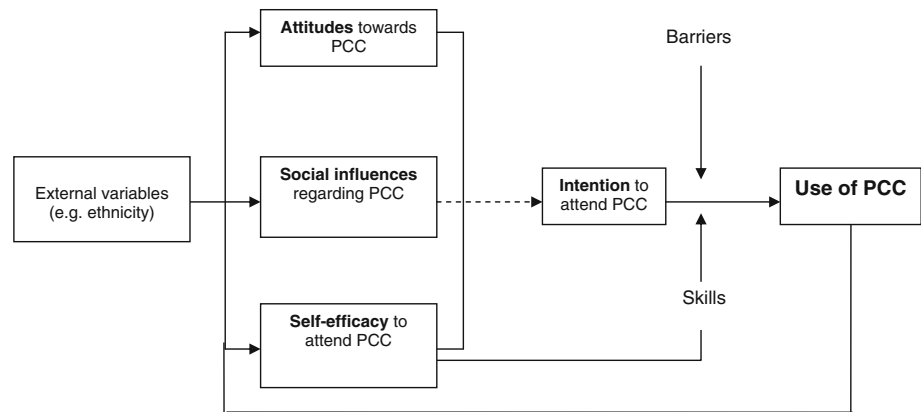 Attitudes towards
PCC
Barriers
External variables
(e.g. ethnicity)
Social influences
regarding PCC
Intention to
attend PCC
Use of PCC
Self-efficacy to
attend PCC
Skills